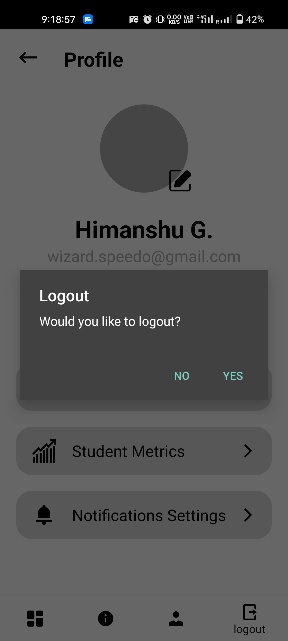 9:18:57
42%
Profile
Himanshu G.
wizard.speedo@gmail.com
Logout
Would you like to logout?
NO YES
Student Metrics
Notifications Settings
logout